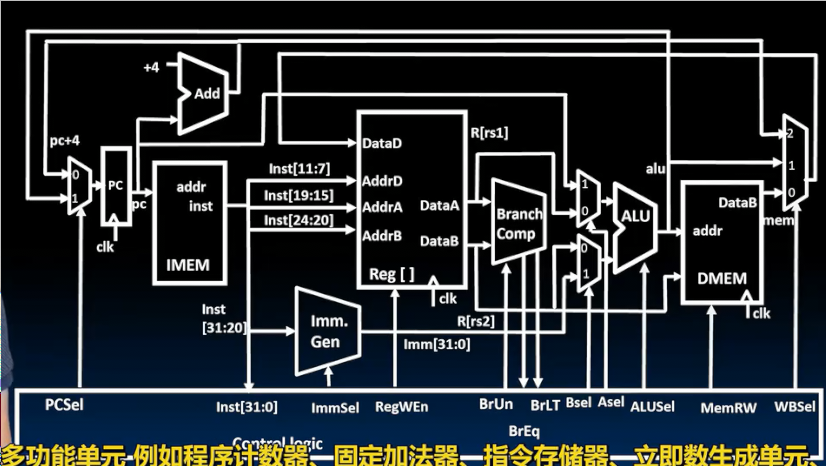 +4
Add
pc+4
0
1
PC
pc
clk
addr
inst
IMEM
Inst[11:7]
Inst[19:15]
Inst[24:20]
DataD
AddrD
AddrA
AddrB
DataA
DataB
Reg [ ]
clk
R[rs1]
Branch
Comp
R[rs2]
1
0
0
1
ALU
alu
DataB
addr
DMEM
clk
mem
2
1
0
Inst
[31:20]
Imm.
Gen
Imm[31:0]
PCSel
Inst[31:0]
ImmSel
RegWEn
BrUn
BrEq
BrLT
Bsel
Asel
ALUSel
MemRW
WBSel
Control logic
多功能单元 例如程序计数器、固定加法器、指令存储器、立即数生成单元